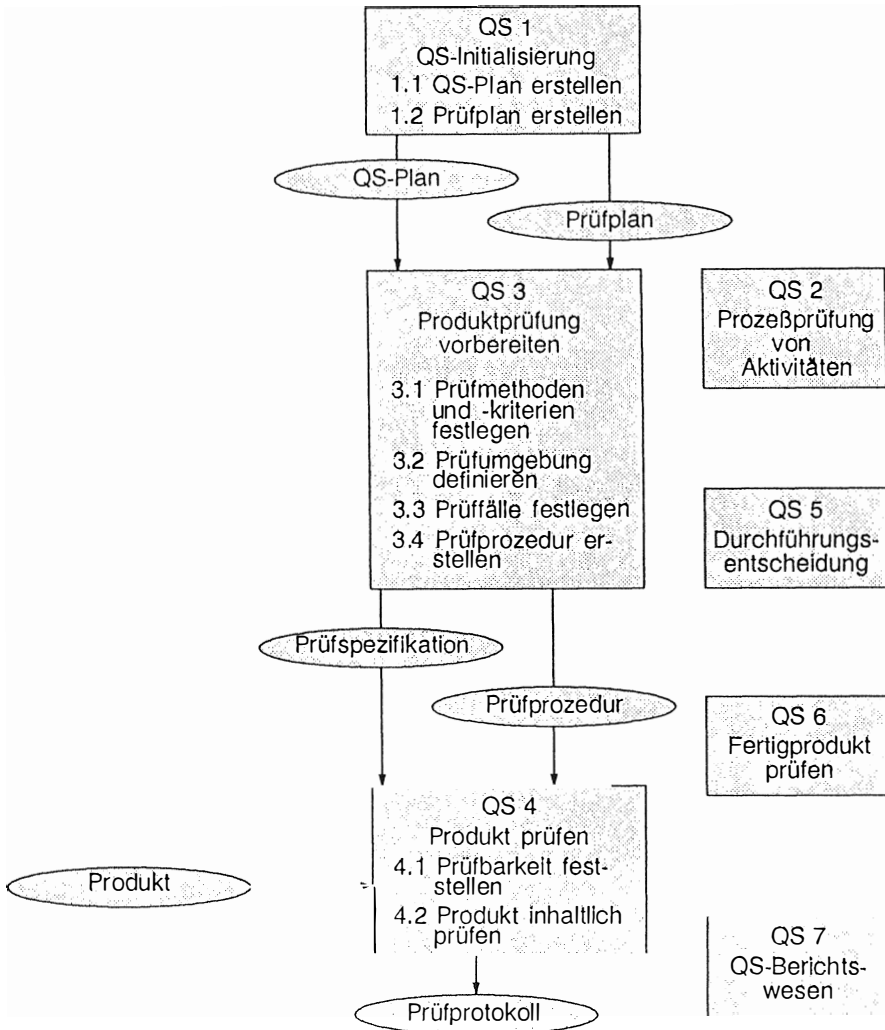 QS 1
QS-Initialisierung
1.1 QS-Plan erstellen
1.2 Prüfplan erstellen
QS-Plan
Prüfplan
QS 3
Produktprüfung
vorbereiten
3.1 Prüfmethoden
und -kriterien
festlegen
3.2 Prüfumgebung
definieren
3.3 Prüffälle festlegen
3.4 Prüfprozedur er-
stellen
QS 2
Prozeßprüfung
von
Aktivitäten
QS 5
Durchführungs-
entscheidung
Prüfspezifikation
Prüfprozedur
QS 6
Fertigprodukt
prüfen
QS 4
Produkt prüfen
4.1 Prüfbarkeit fest-
stellen
4.2 Produkt inhaltlich
prüfen
Produkt
QS 7
QS-Berichts-
wesen
Prüfprotokoll